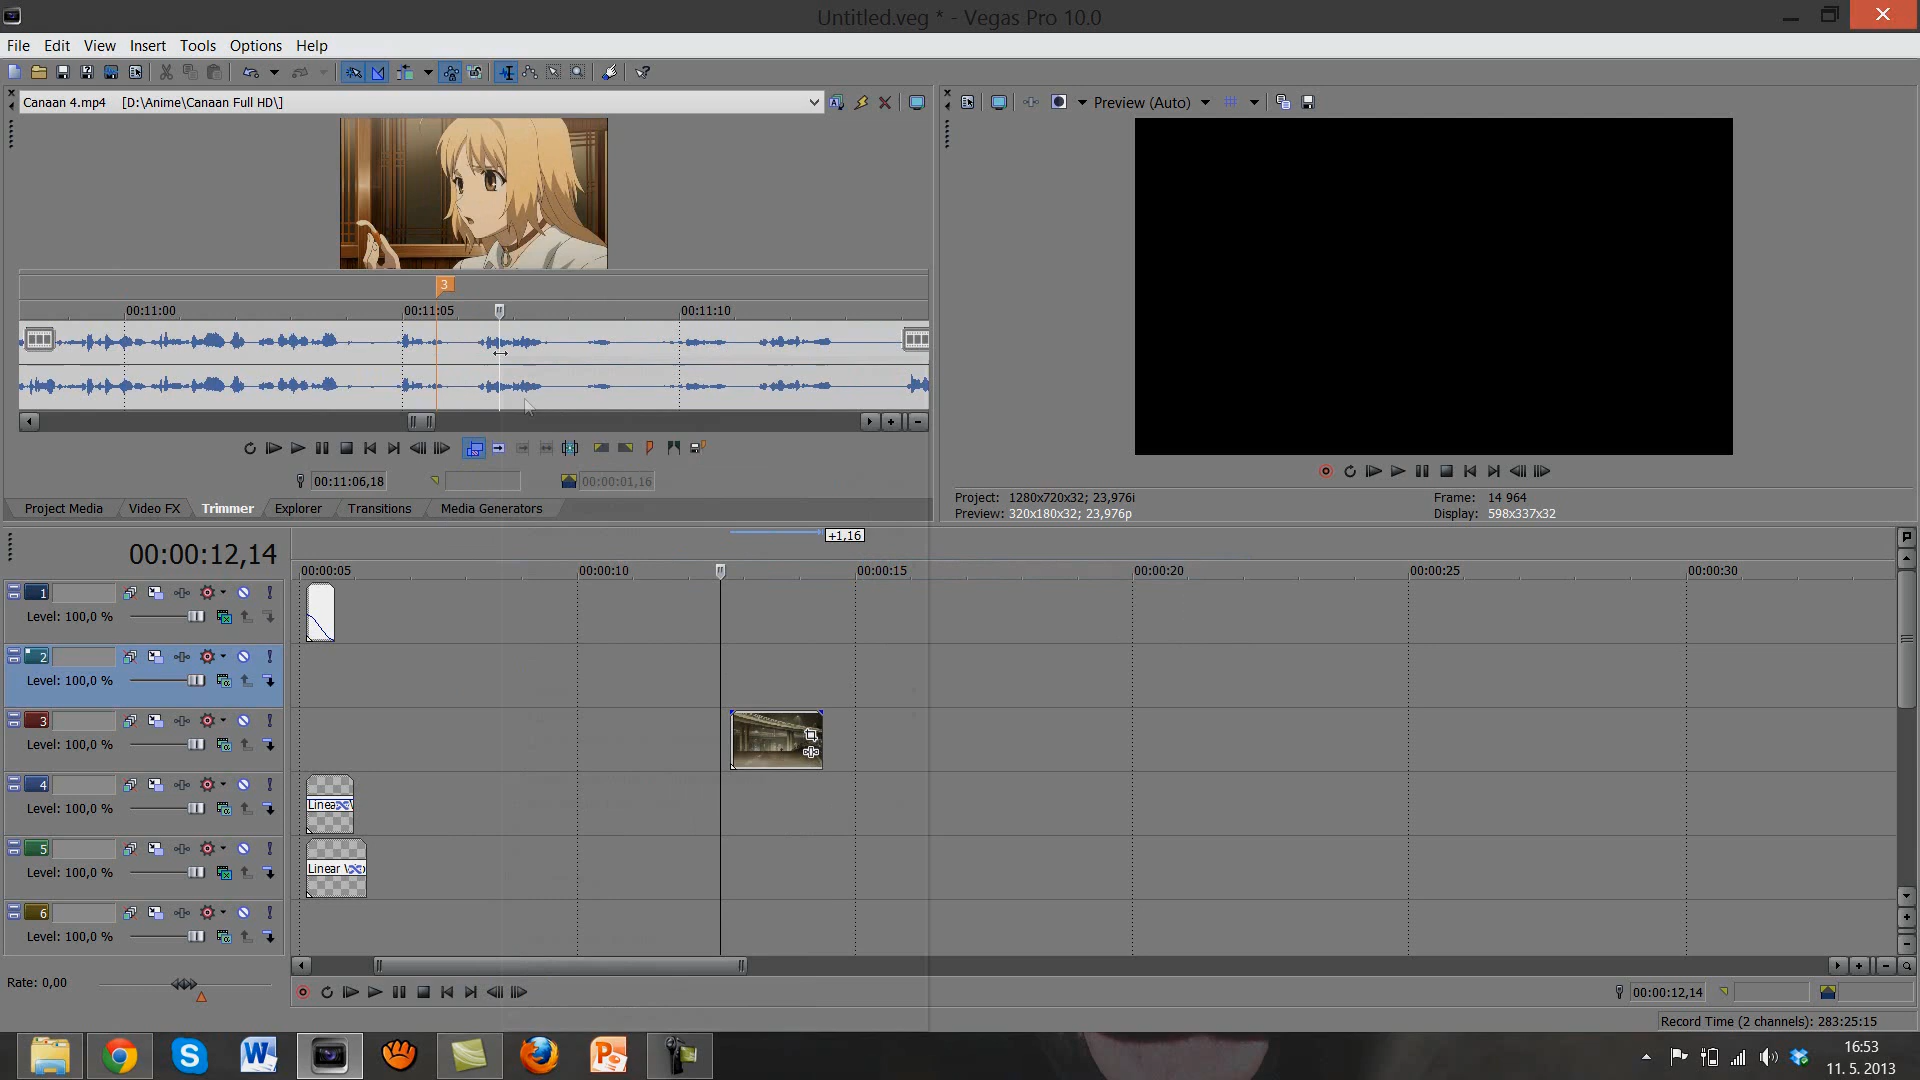 Untitled.veg * - Vegas Pro 10.0
File Edit View Insert Tools Options Help
Canaan 4.mp4 [D:\Anime\Canaan Full HD\]
Preview (Auto)
3
00:11:00 00:11:05 00:11:10
00:11:06,18 00:00:01,16
Project Media Video FX Trimmer Explorer Transitions Media Generators
Project: 1280x720x32; 23,976i
Preview: 320x180x32; 23,976p
Frame: 14 964
Display: 598x337x32
+1,16
00:00:12,14
00:00:05 00:00:10 00:00:15 00:00:20 00:00:25 00:00:30
1
Level: 100,0 %
2
Level: 100,0 %
3
Level: 100,0 %
4
Level: 100,0 %
Linea
5
Level: 100,0 %
Linear
6
Level: 100,0 %
Rate: 0,00
00:00:12,14
Record Time (2 channels): 283:25:15
16:53
11. 5. 2013